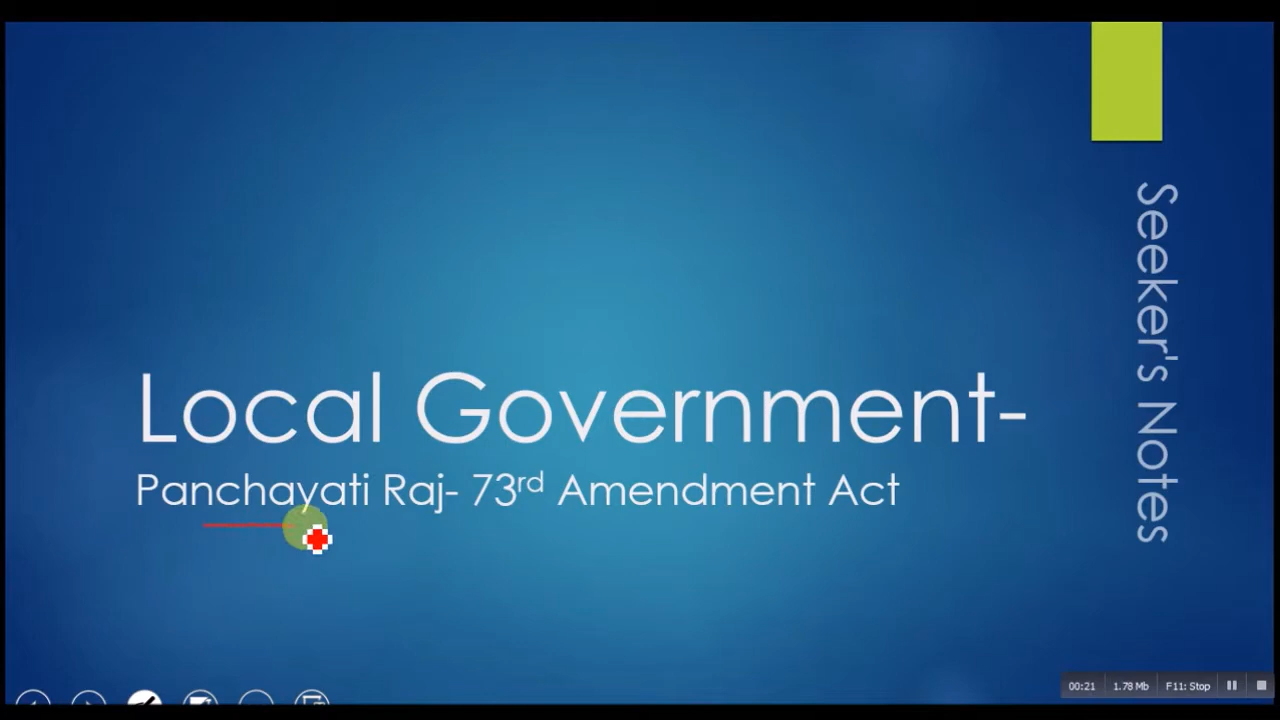 Local Government-
Panchayati Raj- 73rd Amendment Act
Seeker's Notes
00:21 1.78 Mb F11: Stop